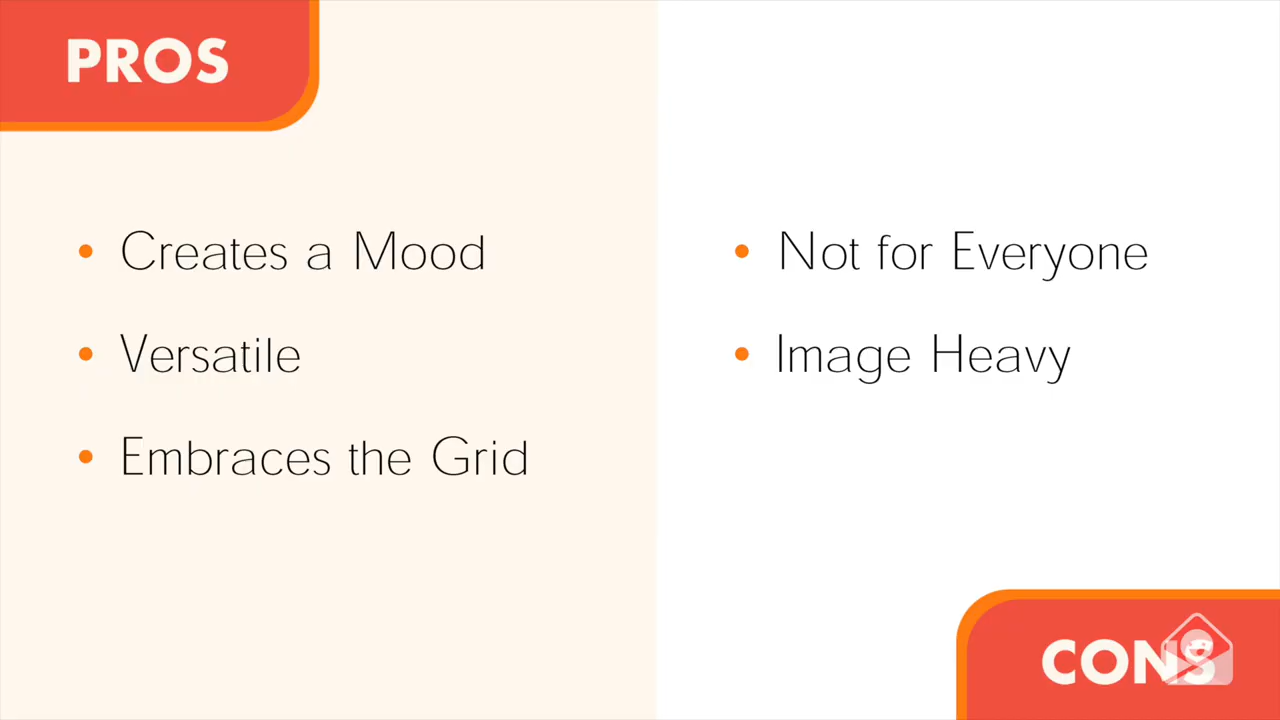 PROS
• Creates a Mood
• Versatile
• Embraces the Grid
• Not for Everyone
• Image Heavy
CONS